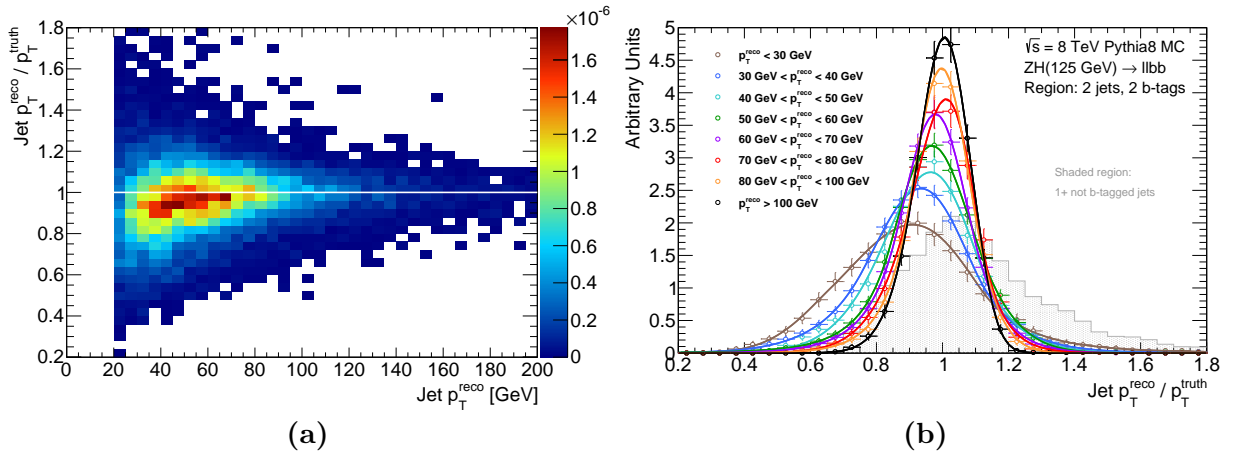 ×10⁻⁶
Jet p_T^reco / p_T^truth
1.8
1.6
1.4
1.2
1
0.8
0.6
0.4
0.2
0 20 40 60 80 100 120 140 160 180 200
Jet p_T^reco [GeV]
1.6
1.4
1.2
1
0.8
0.6
0.4
0.2
0
(a)
Arbitrary Units
5
4.5
4
3.5
3
2.5
2
1.5
1
0.5
0
p_T^reco < 30 GeV
30 GeV < p_T^reco < 40 GeV
40 GeV < p_T^reco < 50 GeV
50 GeV < p_T^reco < 60 GeV
60 GeV < p_T^reco < 70 GeV
70 GeV < p_T^reco < 80 GeV
80 GeV < p_T^reco < 100 GeV
p_T^reco > 100 GeV
√s = 8 TeV Pythia8 MC
ZH(125 GeV) → llbb
Region: 2 jets, 2 b-tags
Shaded region:
1+ not b-tagged jets
0.2 0.4 0.6 0.8 1 1.2 1.4 1.6 1.8
Jet p_T^reco / p_T^truth
(b)